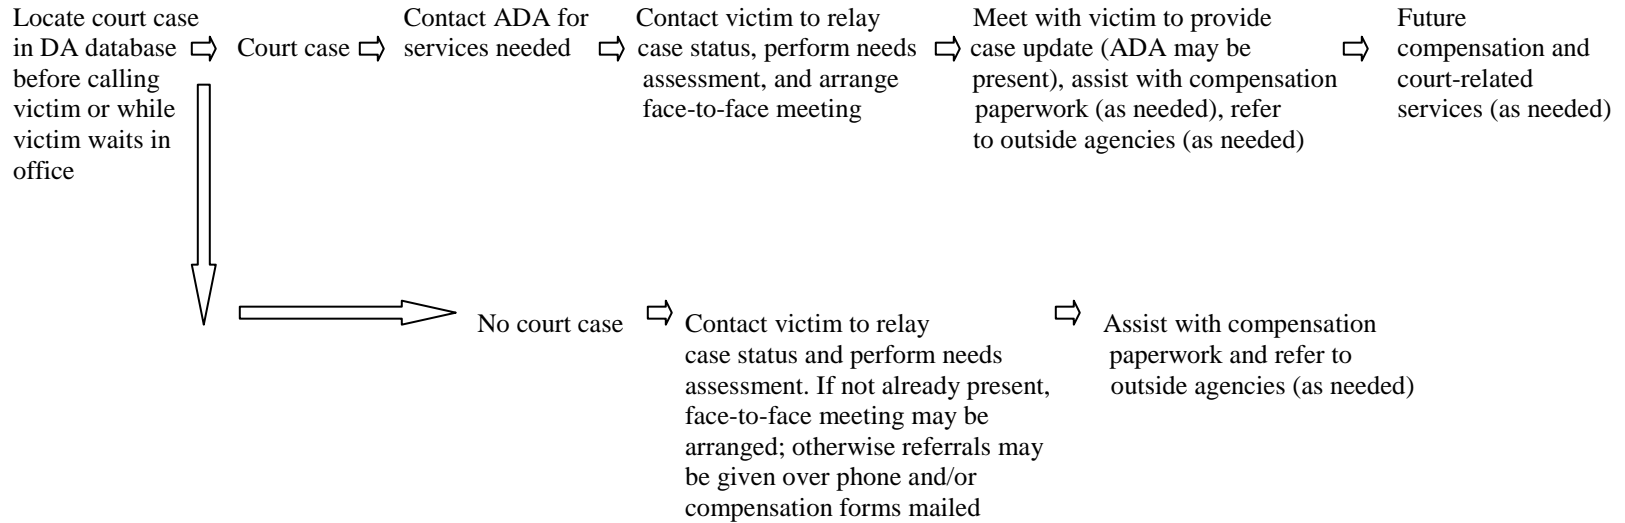 Locate court case
in DA database
before calling
victim or while
victim waits in
office
Court case
Contact ADA for
services needed
Contact victim to relay
case status, perform needs
assessment, and arrange
face-to-face meeting
Meet with victim to provide
case update (ADA may be
present), assist with compensation
paperwork (as needed), refer
to outside agencies (as needed)
Future
compensation and
court-related
services (as needed)
No court case
Contact victim to relay
case status and perform needs
assessment. If not already present,
face-to-face meeting may be
arranged; otherwise referrals may
be given over phone and/or
compensation forms mailed
Assist with compensation
paperwork and refer to
outside agencies (as needed)